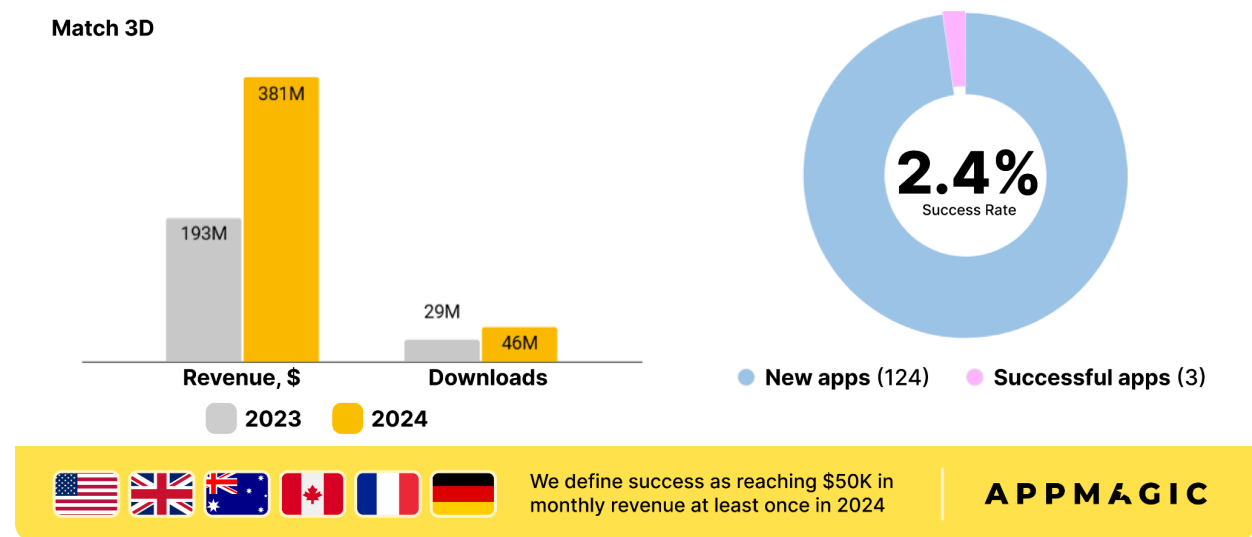 Match 3D
381M
193M
29M
46M
Revenue, $
Downloads
2023
2024
2.4%
Success Rate
New apps (124)
Successful apps (3)
We define success as reaching $50K in
monthly revenue at least once in 2024
APPMAGIC